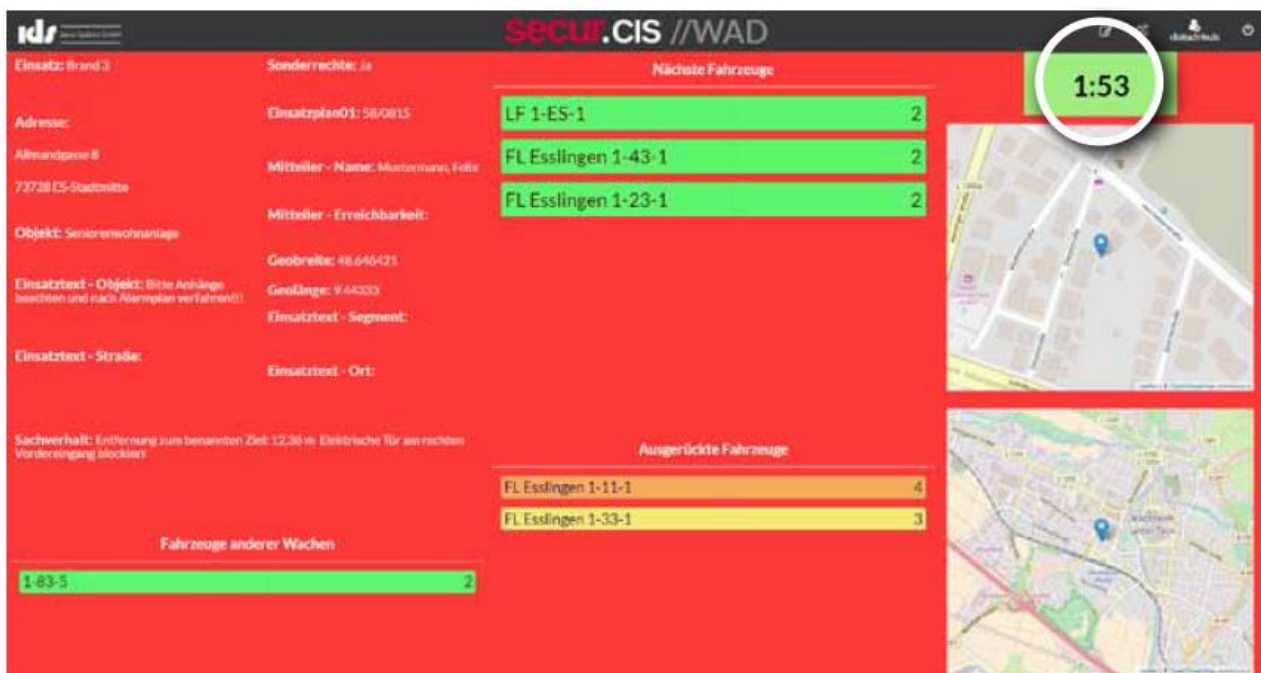 ids
secur.CIS //WAD
Einsatz: Brand 3
Adresse:
Allmandgasse 8
73728 ES-Stadtmitte
Objekt: Seniorenwohnanlage
Einsatztext - Objekt: Bitte Anhänge
beachten und nach Alarmplan verfahren!!!
Einsatztext - Straße:
Sonderrechte: Ja
Einsatzplan01: 58/0815
Mitteiler - Name: Mustermann, Felix
Mitteiler - Erreichbarkeit:
Geobreite: 48.646421
Geolänge: 9.44333
Einsatztext - Segment:
Einsatztext - Ort:
Sachverhalt: Entfernung zum benannten Ziel: 12,36 m Elektrische Tür am rechten
Vordereingang blockiert
Fahrzeuge anderer Wachen
1-83-5 2
Nächste Fahrzeuge
LF 1-ES-1 2
FL Esslingen 1-43-1 2
FL Esslingen 1-23-1 2
Ausgerückte Fahrzeuge
FL Esslingen 1-11-1 4
FL Esslingen 1-33-1 3
1:53